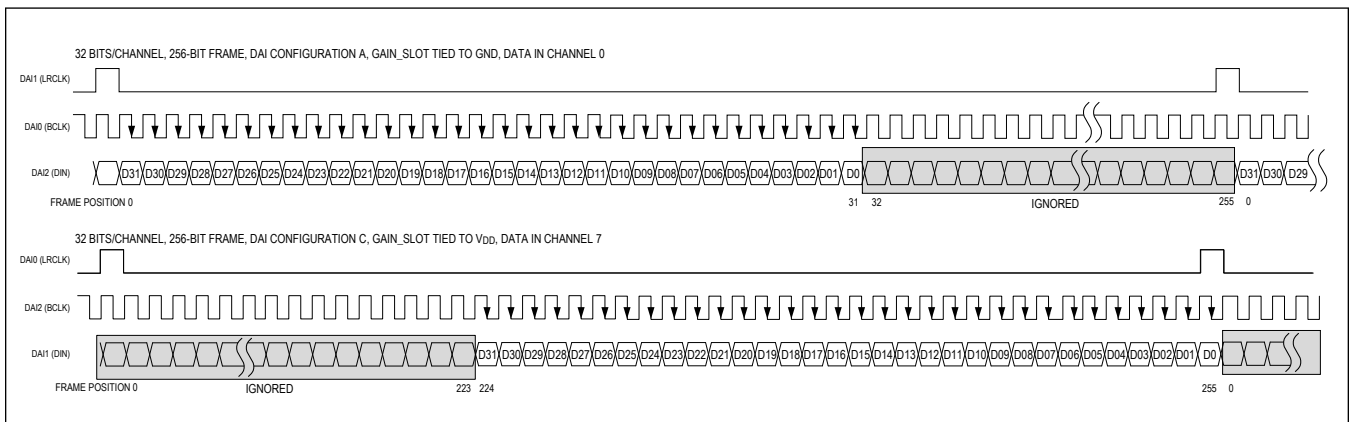 32 BITS/CHANNEL, 256-BIT FRAME, DAI CONFIGURATION A, GAIN_SLOT TIED TO GND, DATA IN CHANNEL 0
DAI1 (LRCLK)
DAI0 (BCLK)
DAI2 (DIN) D31 D30 D29 D28 D27 D26 D25 D24 D23 D22 D21 D20 D19 D18 D17 D16 D15 D14 D13 D12 D11 D10 D09 D08 D07 D06 D05 D04 D03 D02 D01 D0 D31 D30 D29
FRAME POSITION 0 31 32 IGNORED 255 0
32 BITS/CHANNEL, 256-BIT FRAME, DAI CONFIGURATION C, GAIN_SLOT TIED TO VDD, DATA IN CHANNEL 7
DAI0 (LRCLK)
DAI2 (BCLK)
DAI1 (DIN) D31 D30 D29 D28 D27 D26 D25 D24 D23 D22 D21 D20 D19 D18 D17 D16 D15 D14 D13 D12 D11 D10 D09 D08 D07 D06 D05 D04 D03 D02 D01 D0
FRAME POSITION 0 IGNORED 223 224 255 0